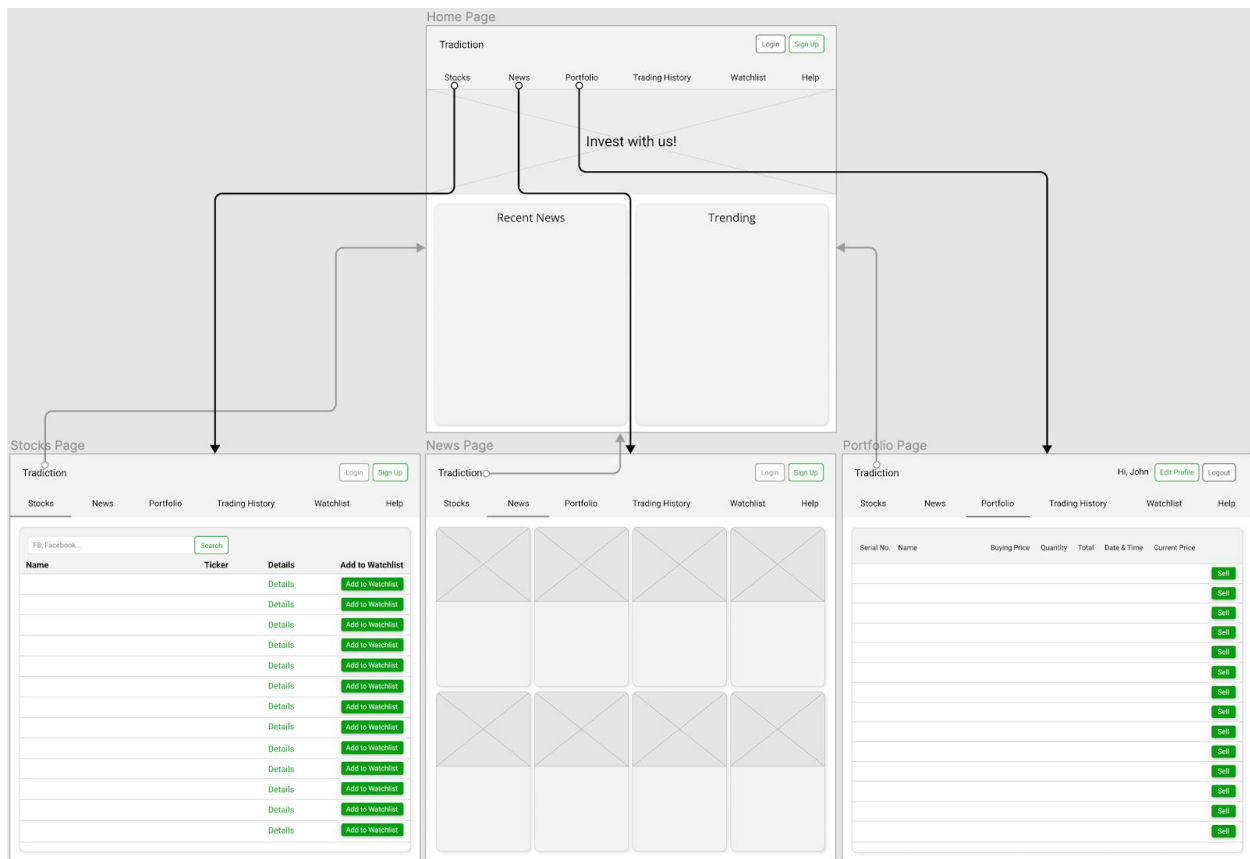 Home Page
Tradiction Login Sign Up
Stocks News Portfolio Trading History Watchlist Help
Invest with us!
Recent News Trending
Stocks Page
Tradiction Login Sign Up
Stocks News Portfolio Trading History Watchlist Help
FB, Facebook... Search
Name Ticker Details Add to Watchlist
Details Add to Watchlist
Details Add to Watchlist
Details Add to Watchlist
Details Add to Watchlist
Details Add to Watchlist
Details Add to Watchlist
Details Add to Watchlist
Details Add to Watchlist
Details Add to Watchlist
Details Add to Watchlist
Details Add to Watchlist
Details Add to Watchlist
Details Add to Watchlist
News Page
Tradiction Login Sign Up
Stocks News Portfolio Trading History Watchlist Help
Portfolio Page
Tradiction Hi, John Edit Profile Logout
Stocks News Portfolio Trading History Watchlist Help
Serial No. Name Buying Price Quantity Total Date & Time Current Price
Sell
Sell
Sell
Sell
Sell
Sell
Sell
Sell
Sell
Sell
Sell
Sell
Sell
Sell